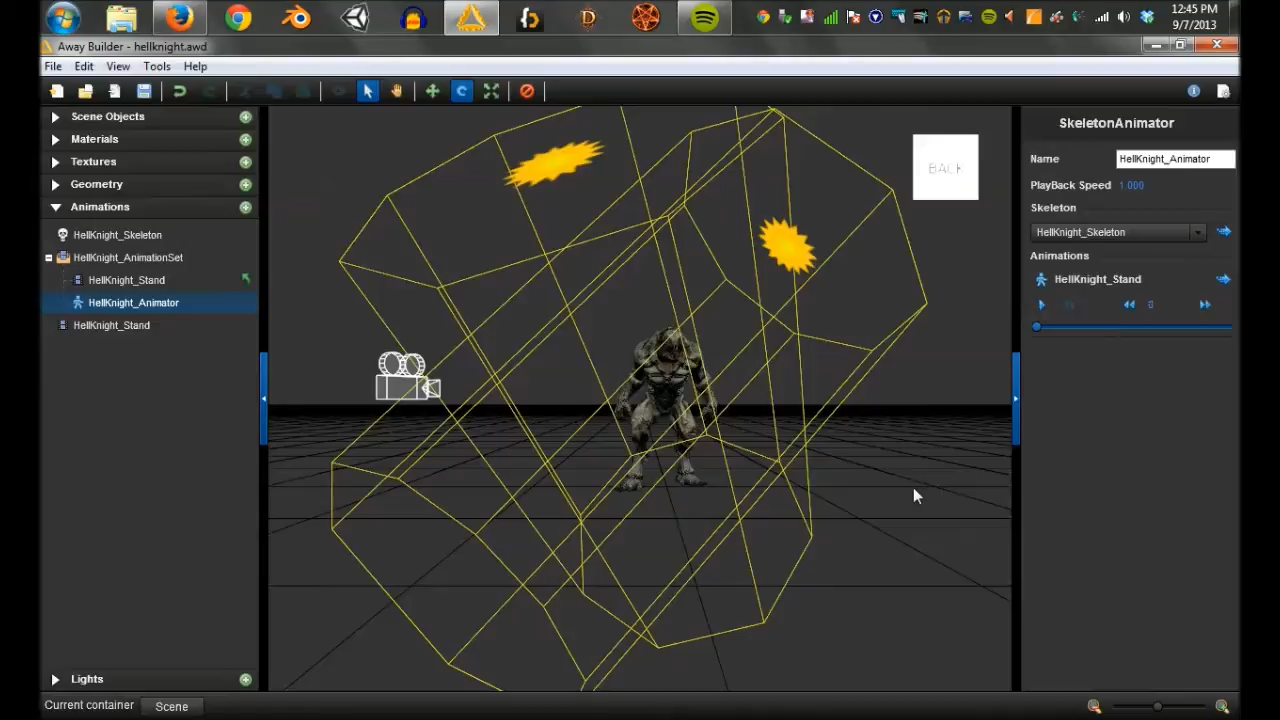 12:45 PM
9/7/2013
Away Builder - hellknight.awd
File Edit View Tools Help
Scene Objects
Materials
Textures
Geometry
Animations
HellKnight_Skeleton
HellKnight_AnimationSet
HellKnight_Stand
HellKnight_Animator
HellKnight_Stand
Lights
Current container Scene
BACK
SkeletonAnimator
Name HellKnight_Animator
PlayBack Speed 1.000
Skeleton
HellKnight_Skeleton
Animations
HellKnight_Stand
0